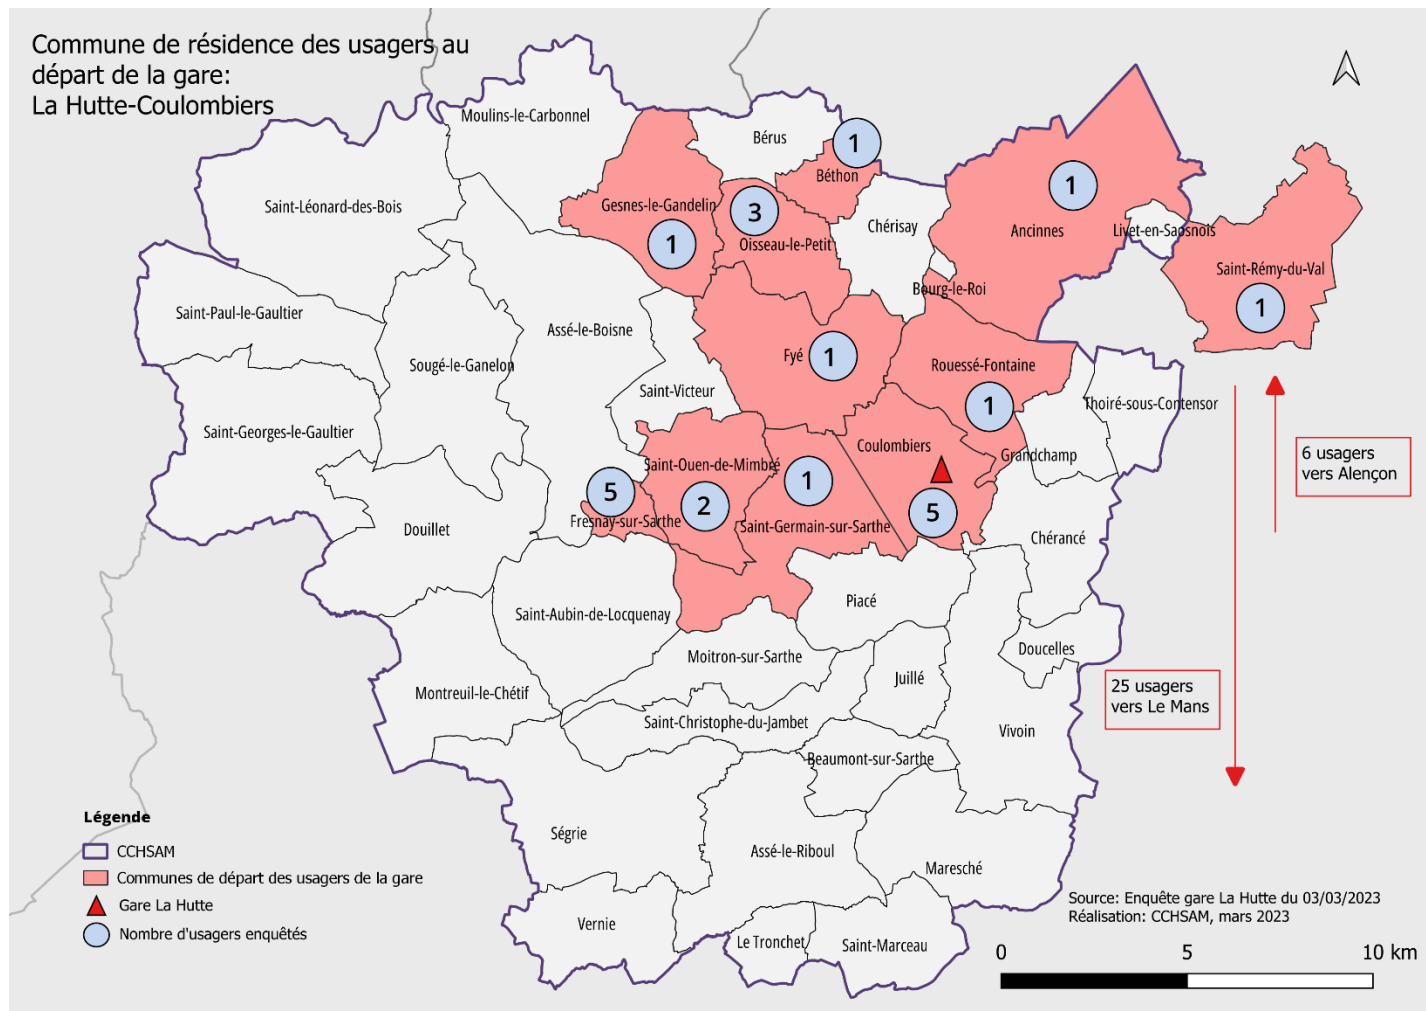 Commune de résidence des usagers au
départ de la gare:
La Hutte-Coulombiers
Moulins-le-Carbonnel
Bérus
1
Béthon
1
Saint-Léonard-des-Bois
Gesnes-le-Gandelin
3
Oisseau-le-Petit
Chérisay
Ancinnes
Livet-en-Saosnois
1
Saint-Rémy-du-Val
1
Bourg-le-Roi
Saint-Paul-le-Gaultier
Assé-le-Boisne
Sougé-le-Ganelon
Fyé
1
Rouessé-Fontaine
1
Saint-Victeur
Thoiré-sous-Contensor
Saint-Georges-le-Gaultier
Coulombiers
Grandchamp
6 usagers
vers Alençon
Saint-Ouen-de-Mimbré
1
5
2
5
Fresnay-sur-Sarthe
Saint-Germain-sur-Sarthe
Douillet
Chérancé
Saint-Aubin-de-Locquenay
Piacé
Moitron-sur-Sarthe
Doucelles
Juillé
Montreuil-le-Chétif
25 usagers
vers Le Mans
Saint-Christophe-du-Jambet
Vivoin
Beaumont-sur-Sarthe
Ségrie
Assé-le-Riboul
Maresché
Vernie
Le Tronchet
Saint-Marceau
Légende
CCHSAM
Communes de départ des usagers de la gare
Gare La Hutte
Nombre d'usagers enquêtés
Source: Enquête gare La Hutte du 03/03/2023
Réalisation: CCHSAM, mars 2023
0 5 10 km